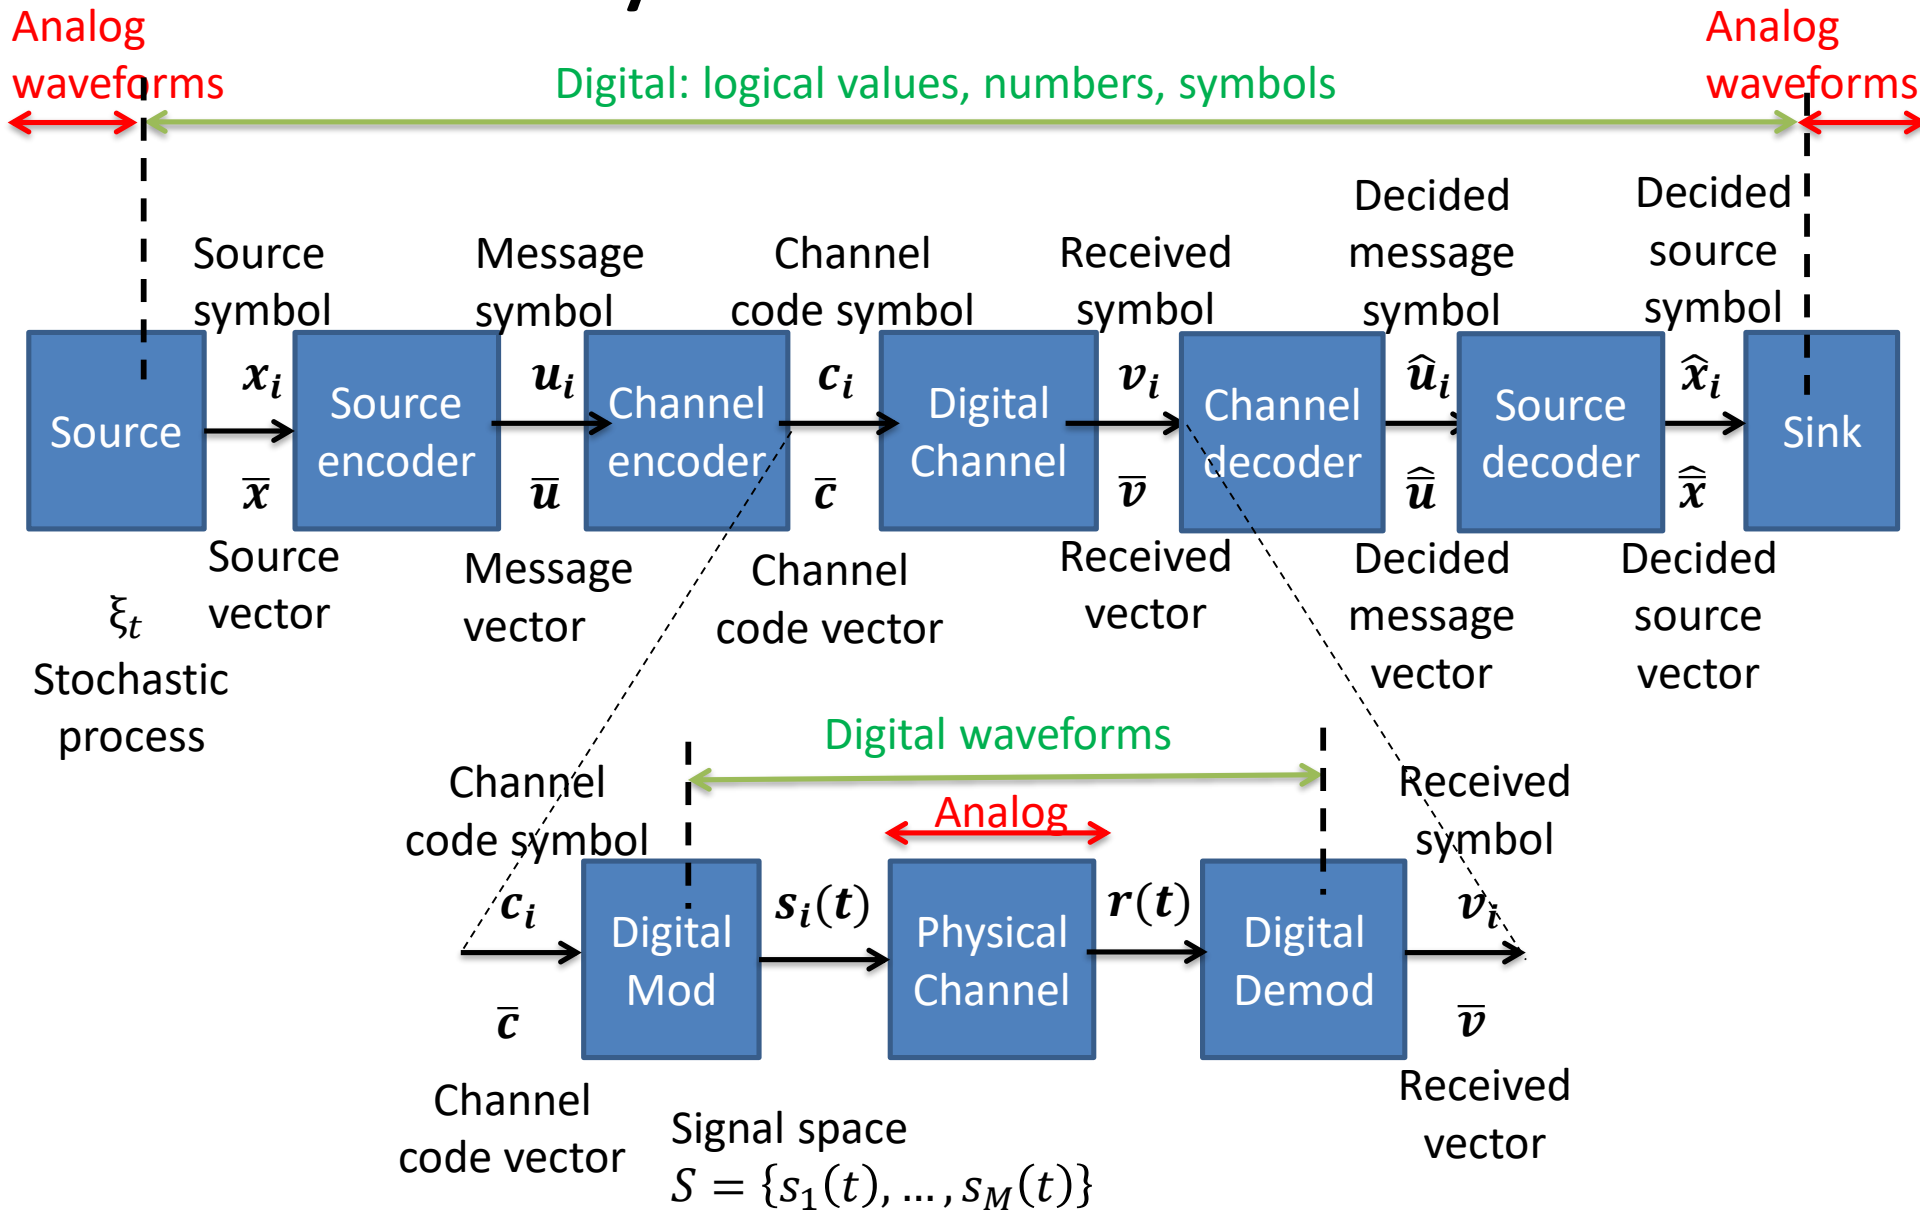 Analog
waveforms
Digital: logical values, numbers, symbols
Analog
waveforms
Source
symbol
Message
symbol
Channel
code symbol
Received
symbol
Decided
message
symbol
Decided
source
symbol
Source
x_i
x̅
Source
encoder
u_i
u̅
Channel
encoder
c_i
c̅
Digital
Channel
v_i
v̅
Channel
decoder
û_i
û̅
Source
decoder
x̂_i
x̂̅
Sink
Source
vector
Message
vector
Channel
code vector
Received
vector
Decided
message
vector
Decided
source
vector
ξ_t
Stochastic
process
Digital waveforms
Analog
Channel
code symbol
Received
symbol
c_i
c̅
Digital
Mod
s_i(t)
Physical
Channel
r(t)
Digital
Demod
v_i
v̅
Channel
code vector
Received
vector
Signal space
S = {s_1(t), … , s_M(t)}